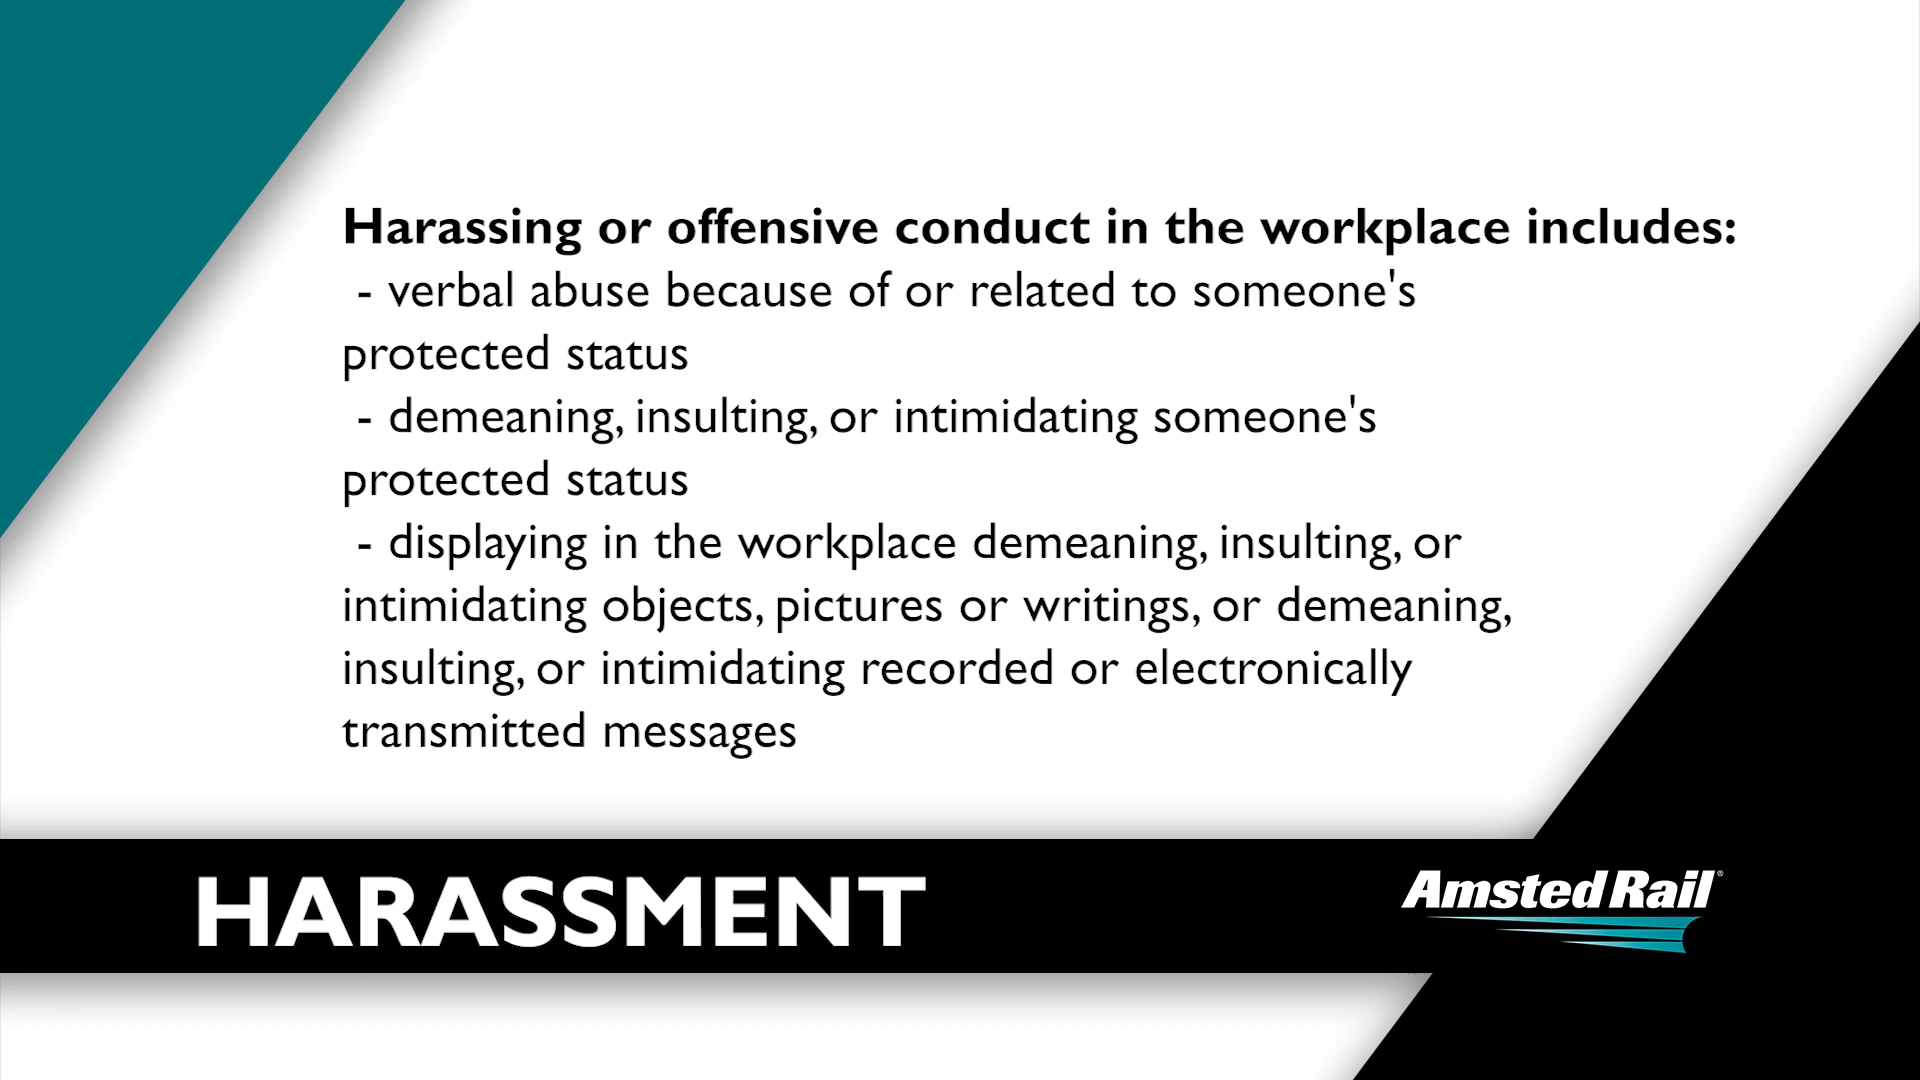 Harassing or offensive conduct in the workplace includes:
- verbal abuse because of or related to someone's
protected status
- demeaning, insulting, or intimidating someone's
protected status
- displaying in the workplace demeaning, insulting, or
intimidating objects, pictures or writings, or demeaning,
insulting, or intimidating recorded or electronically
transmitted messages
HARASSMENT
Amsted Rail®